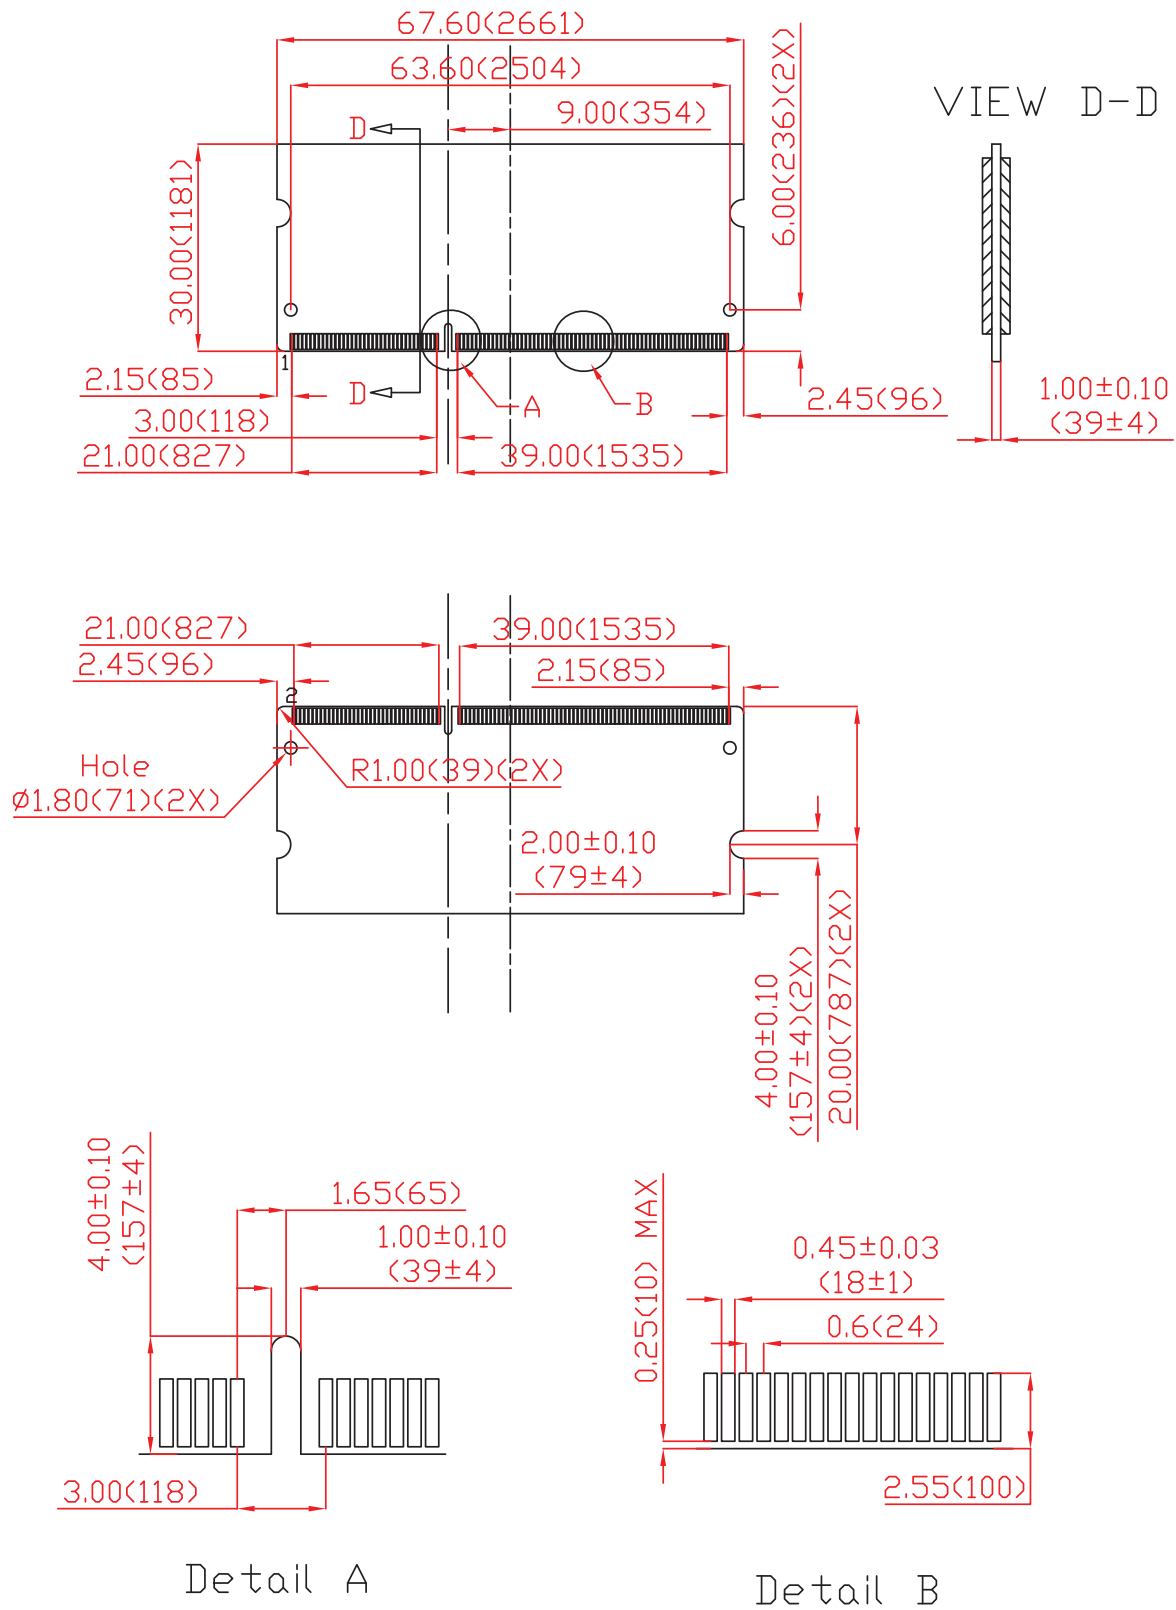 67.60(2661)
63.60(2504)
9.00(354)
6.00(236)(2X)
VIEW D-D
D
30.00(1181)
1
2.15(85)
D
A
B
2.45(96)
1.00±0.10
(39±4)
3.00(118)
21.00(827)
39.00(1535)
21.00(827)
39.00(1535)
2.45(96)
2.15(85)
2
Hole
Ø1.80(71)(2X)
R1.00(39)(2X)
2.00±0.10
(79±4)
4.00±0.10
(157±4)(2X)
20.00(787)(2X)
4.00±0.10
(157±4)
1.65(65)
1.00±0.10
(39±4)
3.00(118)
Detail A
0.25(10) MAX
0.45±0.03
(18±1)
0.6(24)
2.55(100)
Detail B